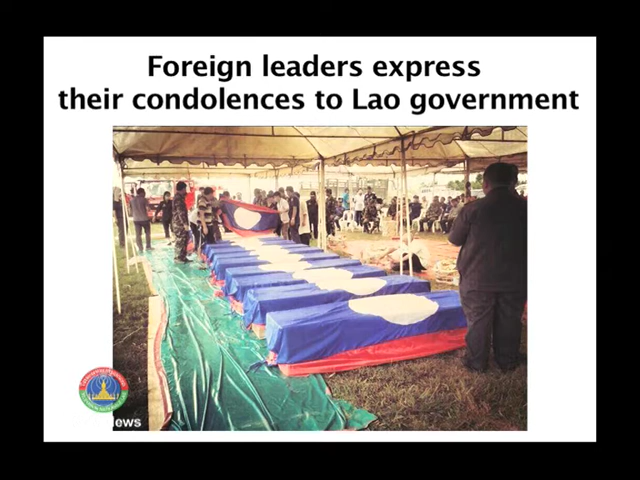 Foreign leaders express
their condolences to Lao government
News